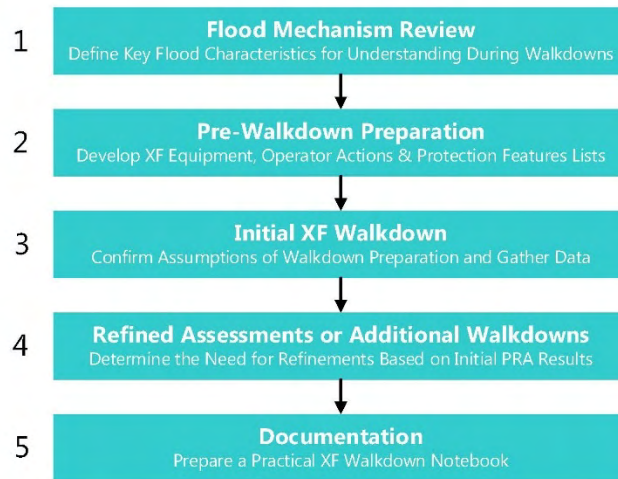 1
Flood Mechanism Review
Define Key Flood Characteristics for Understanding During Walkdowns
2
Pre-Walkdown Preparation
Develop XF Equipment, Operator Actions & Protection Features Lists
3
Initial XF Walkdown
Confirm Assumptions of Walkdown Preparation and Gather Data
4
Refined Assessments or Additional Walkdowns
Determine the Need for Refinements Based on Initial PRA Results
5
Documentation
Prepare a Practical XF Walkdown Notebook